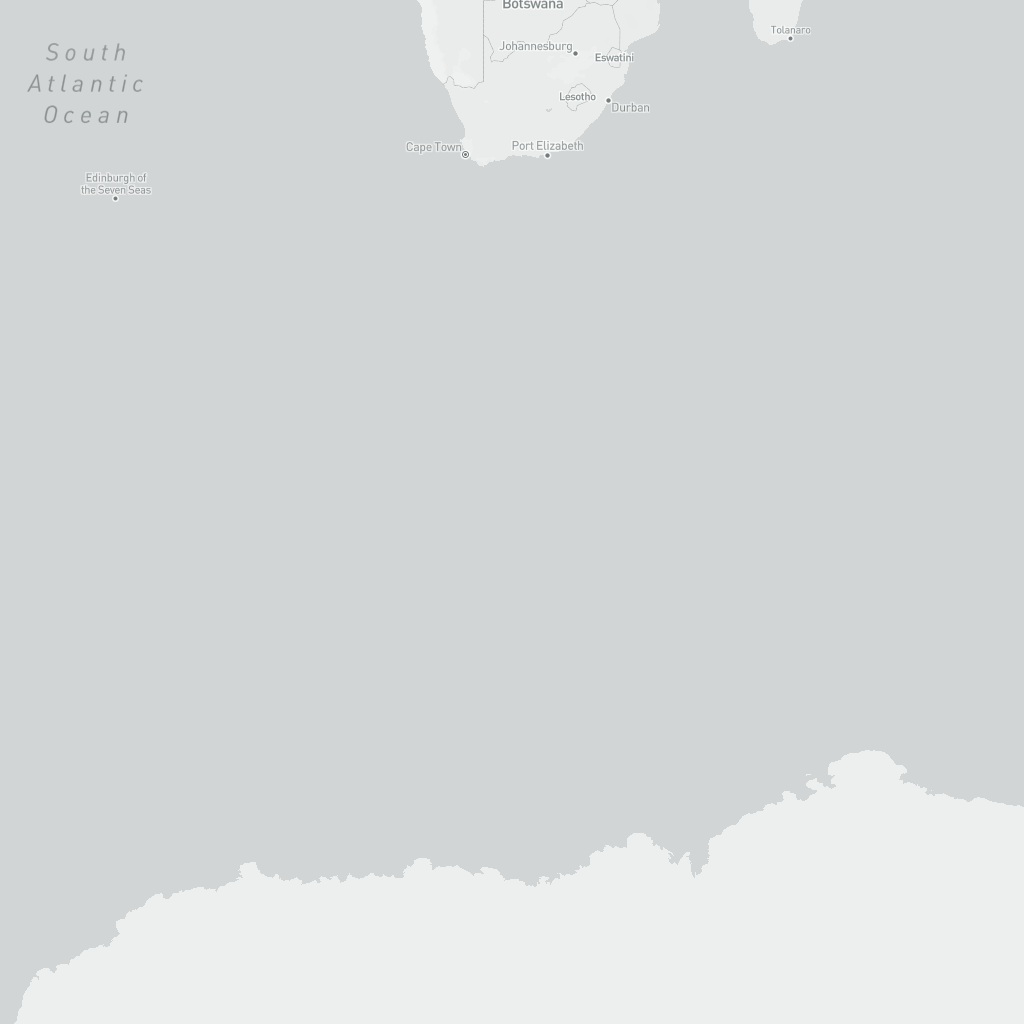 Botswana
Tolanaro
South
Atlantic
Ocean
Johannesburg
Eswatini
Lesotho
Durban
Cape Town
Port Elizabeth
Edinburgh of
the Seven Seas